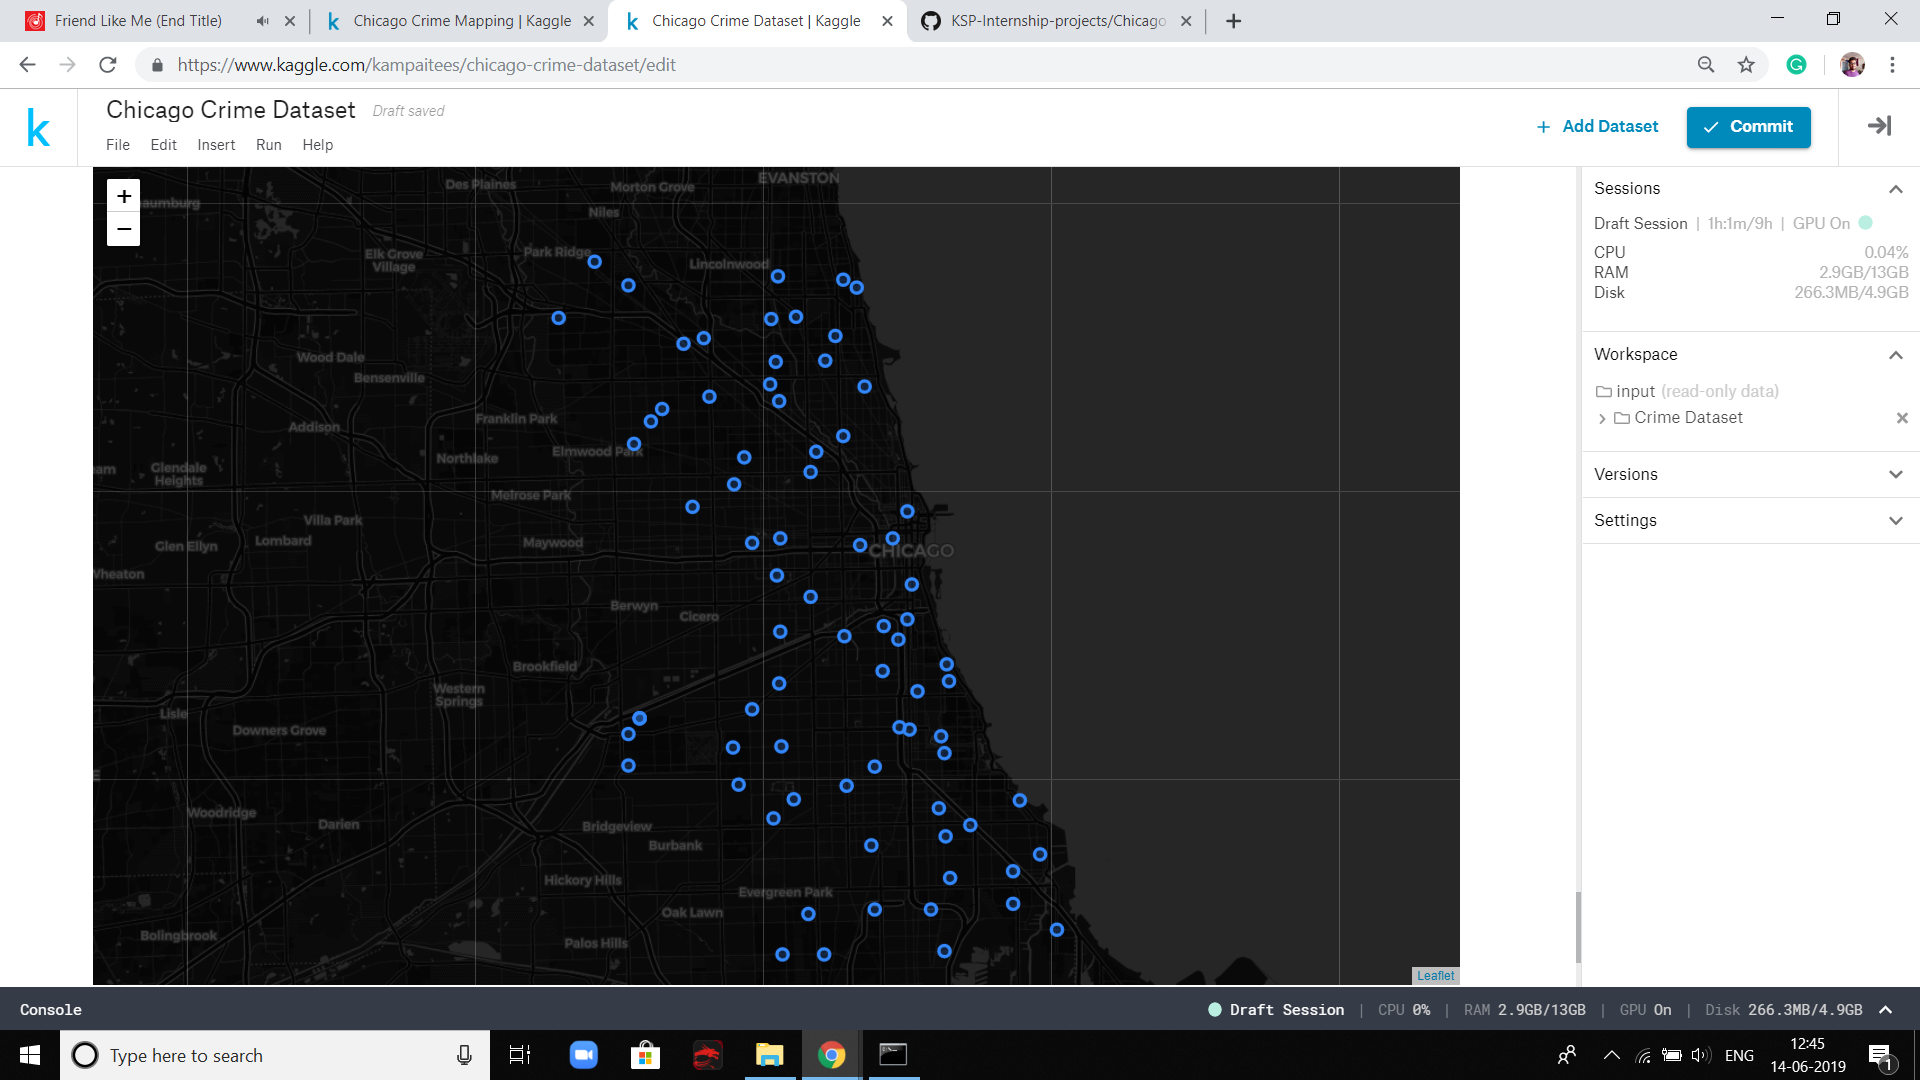 Friend Like Me (End Title)
Chicago Crime Mapping | Kaggle
Chicago Crime Dataset | Kaggle
KSP-Internship-projects/Chicago
https://www.kaggle.com/kampaitees/chicago-crime-dataset/edit
k
Chicago Crime Dataset
Draft saved
File Edit Insert Run Help
+ Add Dataset
Commit
+
−
aumburg
Des Plaines
Morton Grove
EVANSTON
Niles
Elk Grove
Village
Park Ridge
Lincolnwood
Wood Dale
Bensenville
Franklin Park
Addison
Elmwood Park
Northlake
eam
Glendale
Heights
Melrose Park
Villa Park
Lombard
Glen Ellyn
Maywood
CHICAGO
Wheaton
Berwyn
Cicero
Brookfield
Western
Springs
Lisle
Downers Grove
E
Woodridge
Darien
Bridgeview
Burbank
Hickory Hills
Evergreen Park
Oak Lawn
Bolingbrook
Palos Hills
Leaflet
Sessions
Draft Session | 1h:1m/9h | GPU On
CPU 0.04%
RAM 2.9GB/13GB
Disk 266.3MB/4.9GB
Workspace
input (read-only data)
Crime Dataset
Versions
Settings
Console
Draft Session | CPU 0% | RAM 2.9GB/13GB | GPU On | Disk 266.3MB/4.9GB
Type here to search
ENG
12:45
14-06-2019
1